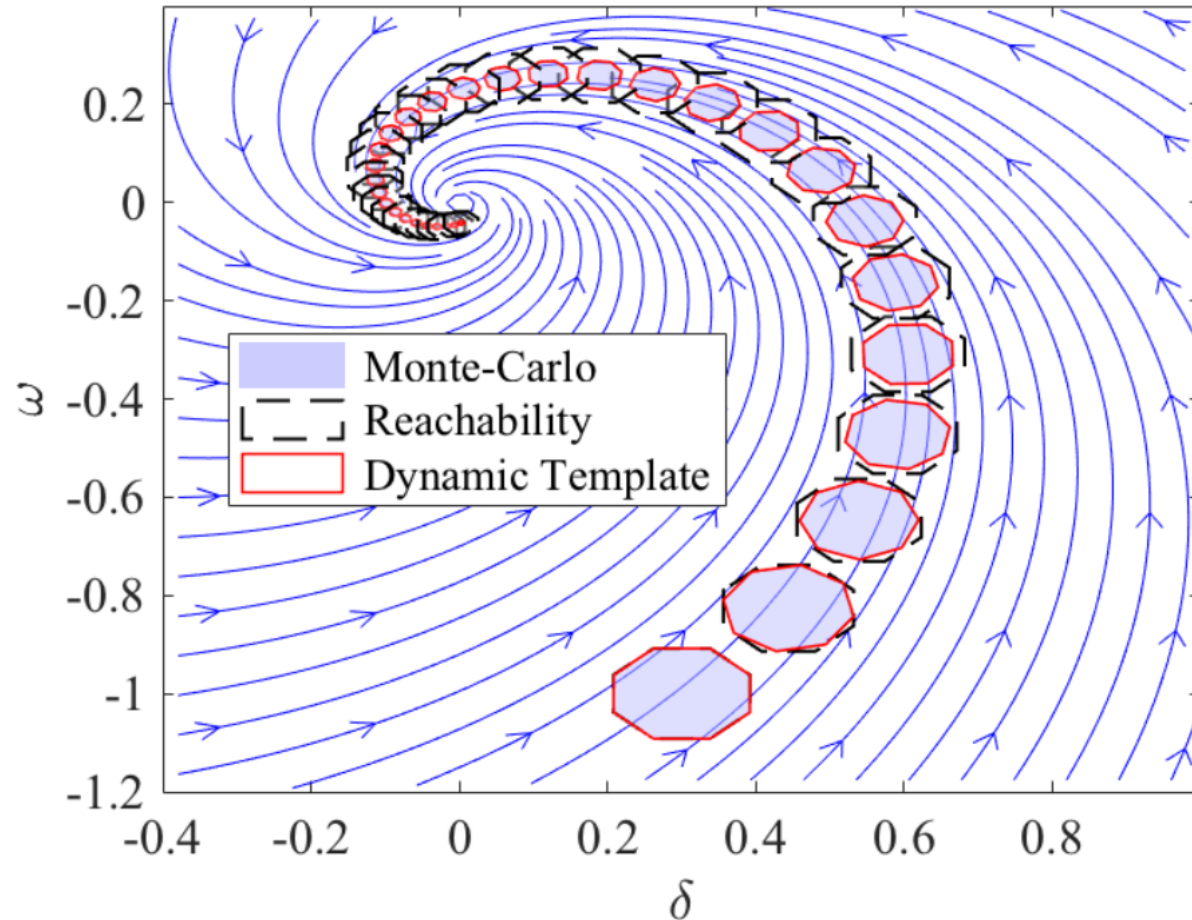 0.2
0
-0.2
-0.4
-0.6
-0.8
-1
-1.2
ω
Monte-Carlo
Reachability
Dynamic Template
-0.4 -0.2 0 0.2 0.4 0.6 0.8
δ